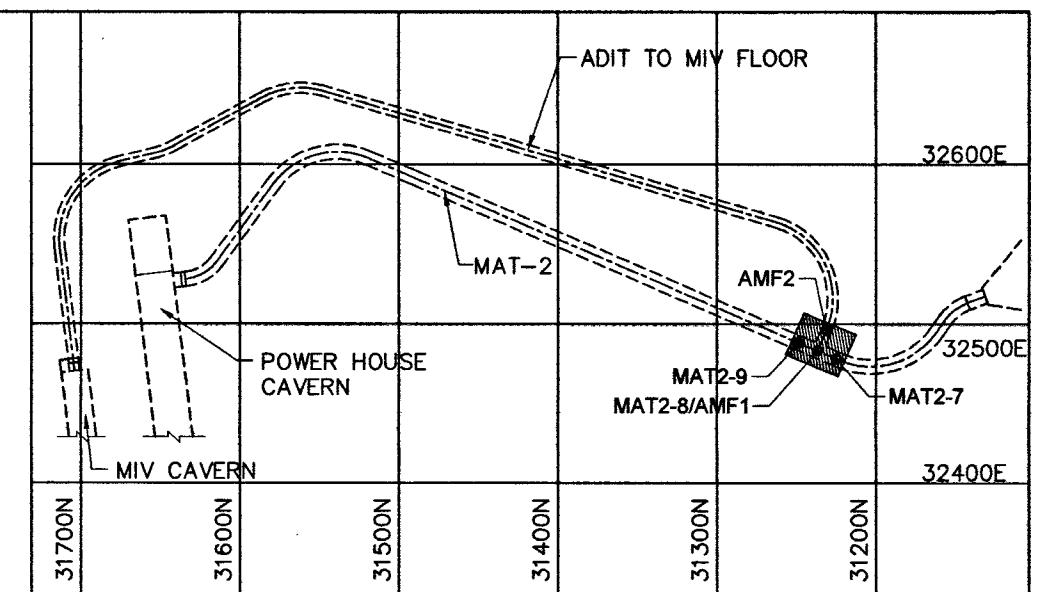 ADIT TO MIV FLOOR
32600E
MAT-2
AMF2
32500E
POWER HOUSE
CAVERN
MAT2-9
MAT2-7
MAT2-8/AMF1
MIV CAVERN
32400E
31700N
31600N
31500N
31400N
31300N
31200N